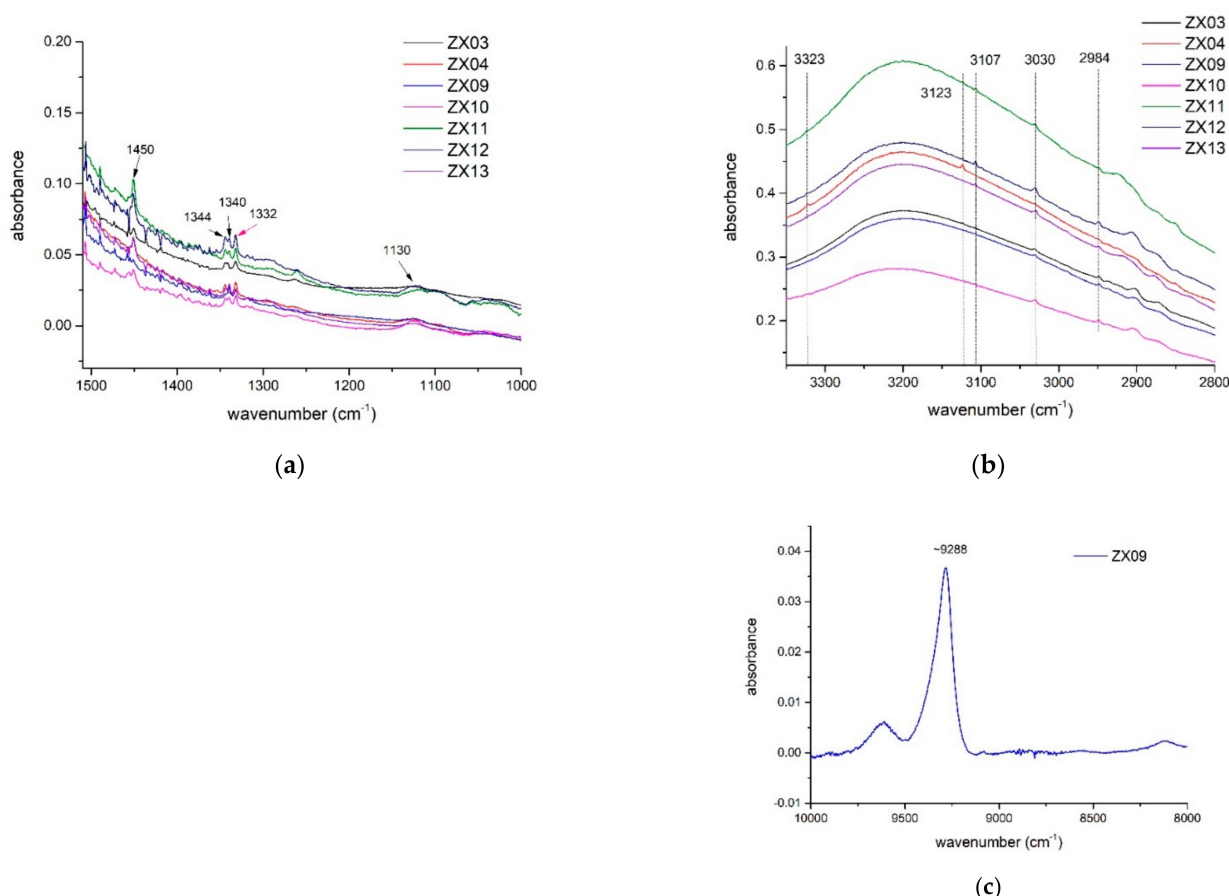 0.20
0.15
0.10
0.05
0.00
absorbance
ZX03
ZX04
ZX09
ZX10
ZX11
ZX12
ZX13
1450
1344
1340
1332
1130
1500
1400
1300
1200
1100
1000
wavenumber (cm-1)
(a)
0.6
0.5
0.4
0.3
0.2
absorbance
ZX03
ZX04
ZX09
ZX10
ZX11
ZX12
ZX13
3323
3123
3107
3030
2984
3300
3200
3100
3000
2900
2800
wavenumber (cm-1)
(b)
0.04
0.03
0.02
0.01
0.00
-0.01
absorbance
~9288
ZX09
10000
9500
9000
8500
8000
wavenumber (cm-1)
(c)